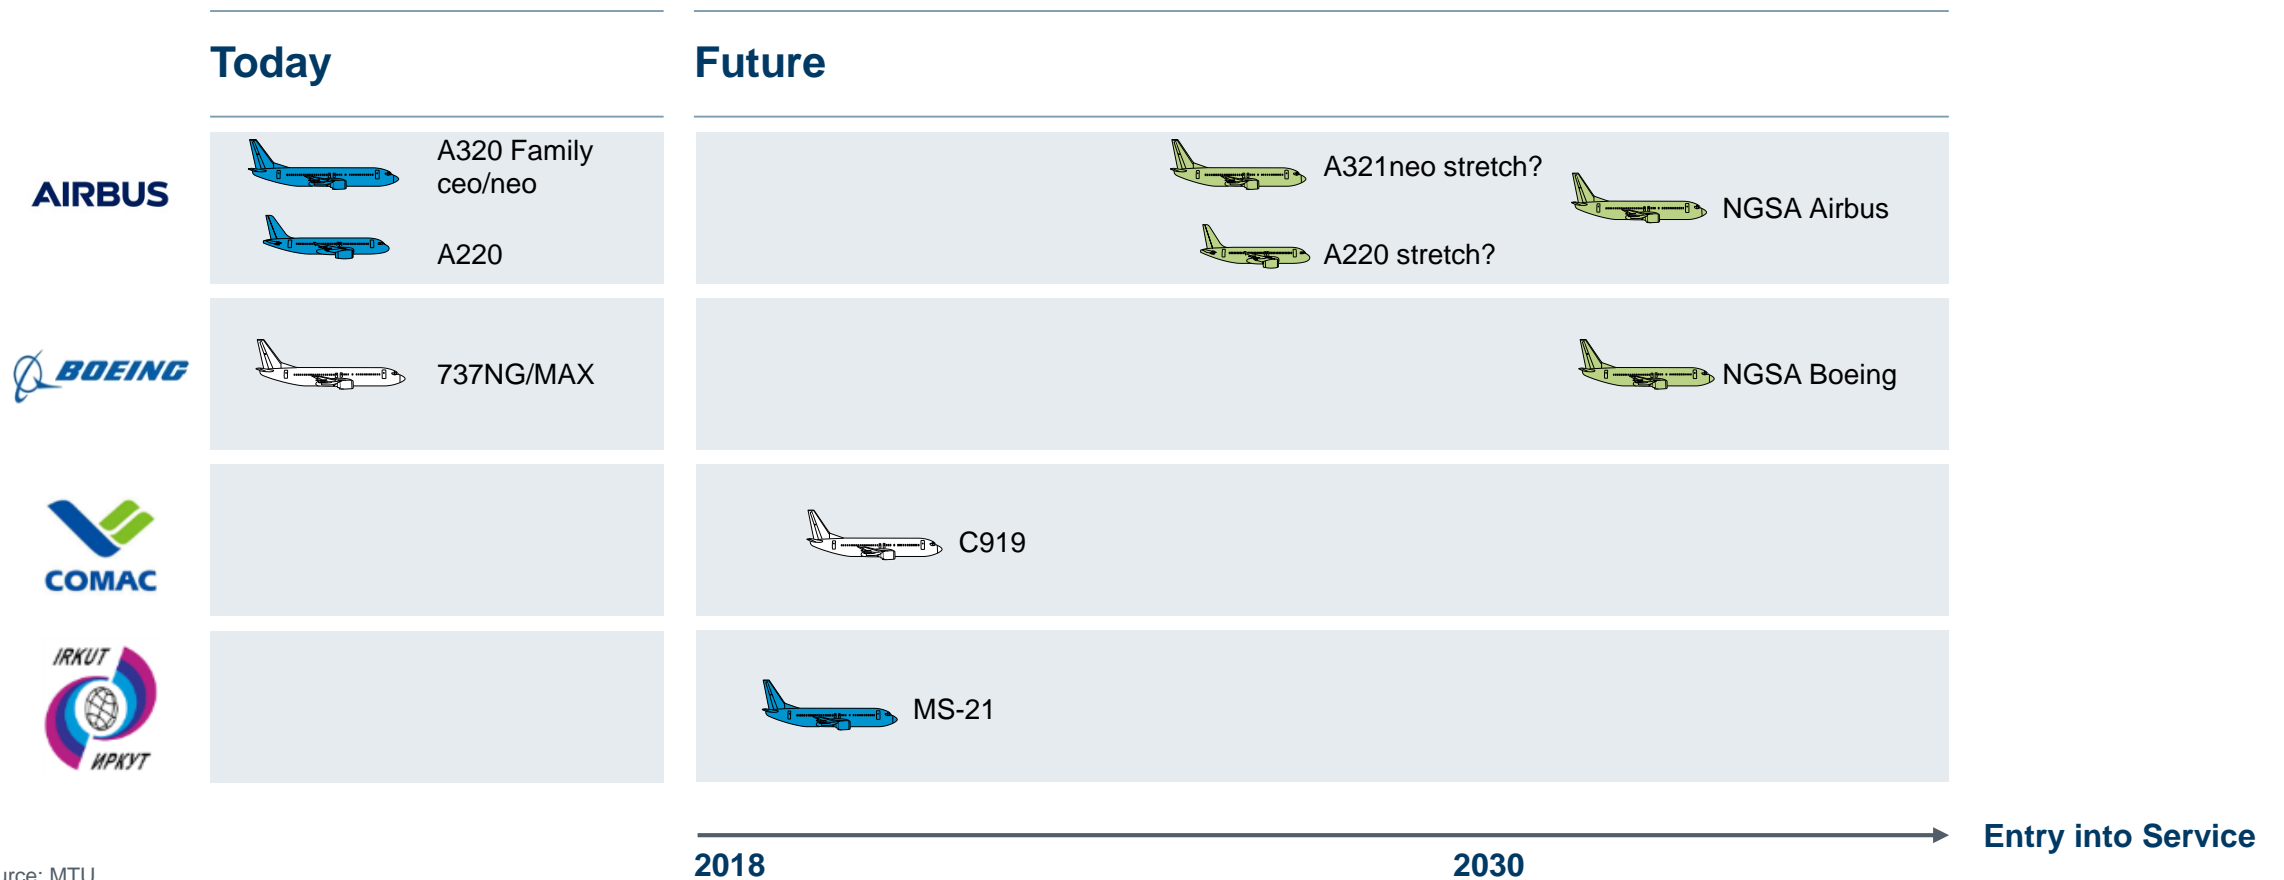 Today
Future
AIRBUS
A320 Family
ceo/neo
A220
A321neo stretch?
A220 stretch?
NGSA Airbus
BOEING
737NG/MAX
NGSA Boeing
COMAC
C919
IRKUT
ИРКУТ
MS-21
Entry into Service
2018
2030
urce: MTU